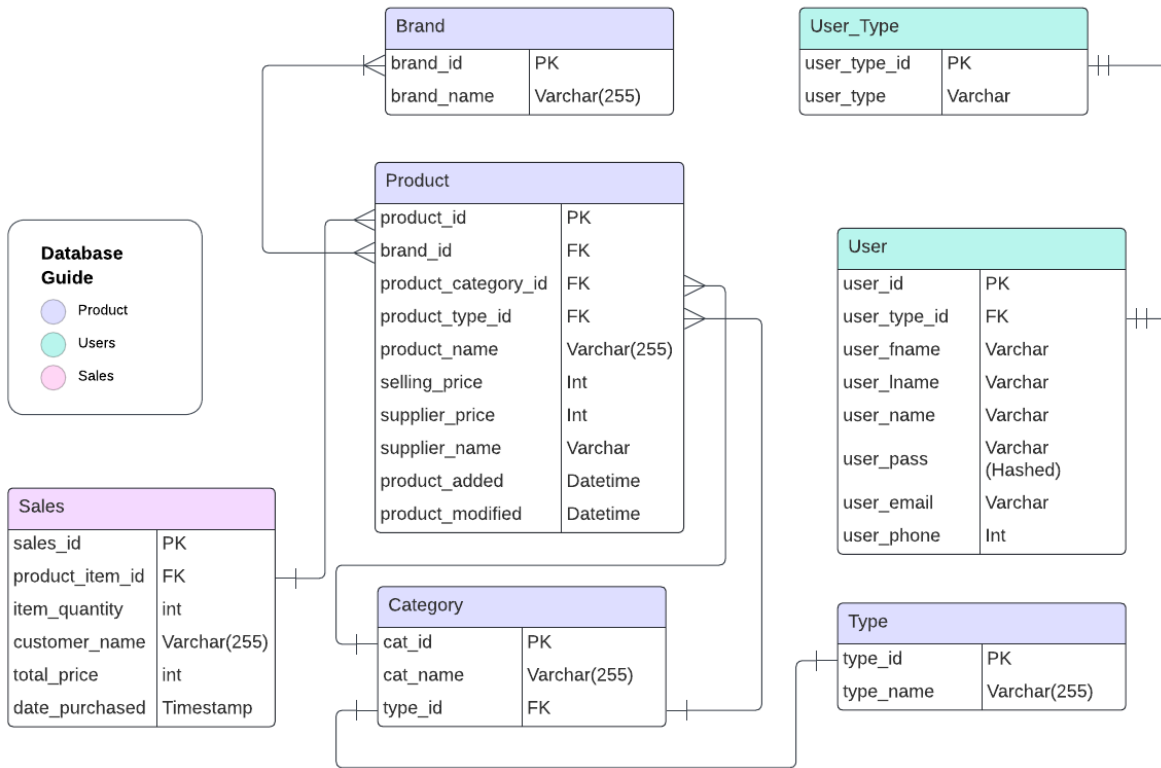 Brand
brand_id PK
brand_name Varchar(255)
User_Type
user_type_id PK
user_type Varchar
Product
product_id PK
brand_id FK
product_category_id FK
product_type_id FK
product_name Varchar(255)
selling_price Int
supplier_price Int
supplier_name Varchar
product_added Datetime
product_modified Datetime
Database
Guide
Product
Users
Sales
User
user_id PK
user_type_id FK
user_fname Varchar
user_lname Varchar
user_name Varchar
user_pass Varchar
(Hashed)
user_email Varchar
user_phone Int
Sales
sales_id PK
product_item_id FK
item_quantity int
customer_name Varchar(255)
total_price int
date_purchased Timestamp
Category
cat_id PK
cat_name Varchar(255)
type_id FK
Type
type_id PK
type_name Varchar(255)